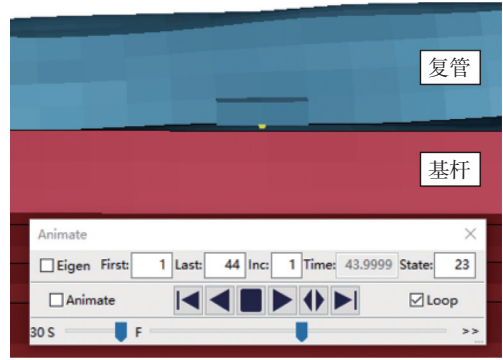 复管
基杆
Animate
Eigen First: 1 Last: 44 Inc: 1 Time: 43.9999 State: 23
Animate Loop
30 S F >>